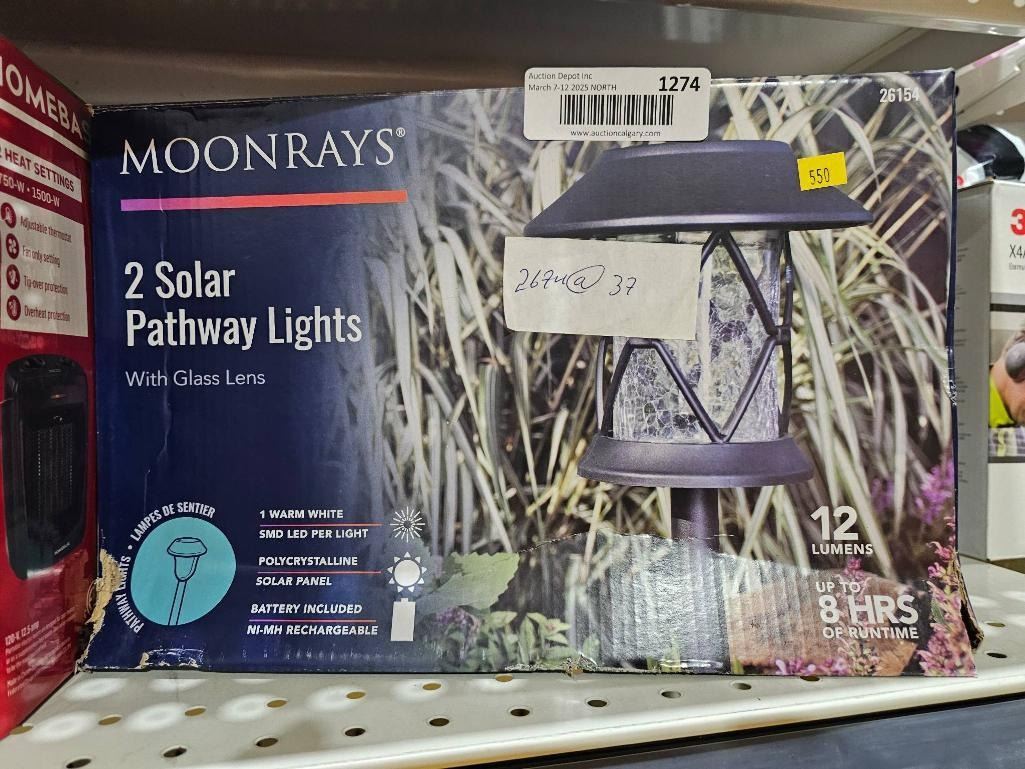 Auction Depot Inc
March 7-12 2025 NORTH
1274
www.auctioncalgary.com
26154
550
MOONRAYS®
2 Solar
Pathway Lights
With Glass Lens
@ 37
PATHWAY LIGHTS • LAMPES DE SENTIER
1 WARM WHITE
SMD LED PER LIGHT
POLYCRYSTALLINE
SOLAR PANEL
BATTERY INCLUDED
NI-MH RECHARGEABLE
12
LUMENS
UP TO
8 HRS
OF RUNTIME
HEAT SETTINGS
1500-W
Adjustable thermostat
Fan only setting
Tip-over protection
Overheat protection
3
X4